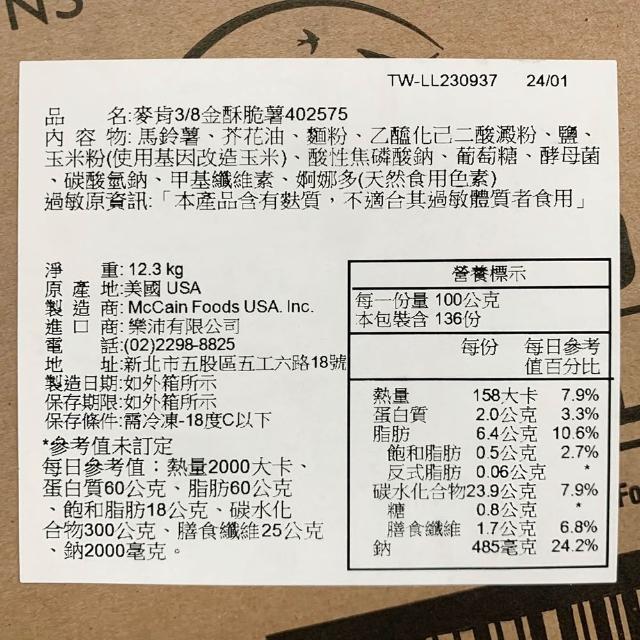 N5
TW-LL230937 24/01
品 名:麥肯3/8金酥脆薯402575
內 容 物: 馬鈴薯、芥花油、麵粉、乙醯化己二酸澱粉、鹽、
玉米粉(使用基因改造玉米)、酸性焦磷酸鈉、葡萄糖、酵母菌
、碳酸氫鈉、甲基纖維素、婀娜多(天然食用色素)
過敏原資訊:「本產品含有麩質，不適合其過敏體質者食用」
淨 重: 12.3 kg
原 產 地:美國 USA
製 造 商: McCain Foods USA. Inc.
進 口 商: 樂沛有限公司
電 話:(02)2298-8825
地 址:新北市五股區五工六路18號
製造日期:如外箱所示
保存期限:如外箱所示
保存條件:需冷凍-18度C以下
*參考值未訂定
每日參考值：熱量2000大卡、
蛋白質60公克、脂肪60公克
、飽和脂肪18公克、碳水化
合物300公克、膳食纖維25公克
、鈉2000毫克。
營養標示
每一份量 100公克
本包裝含 136份
每份 每日參考
值百分比
熱量 158大卡 7.9%
蛋白質 2.0公克 3.3%
脂肪 6.4公克 10.6%
飽和脂肪 0.5公克 2.7%
反式脂肪 0.06公克 *
碳水化合物23.9公克 7.9%
糖 0.8公克 *
膳食纖維 1.7公克 6.8%
鈉 485毫克 24.2%
Fo